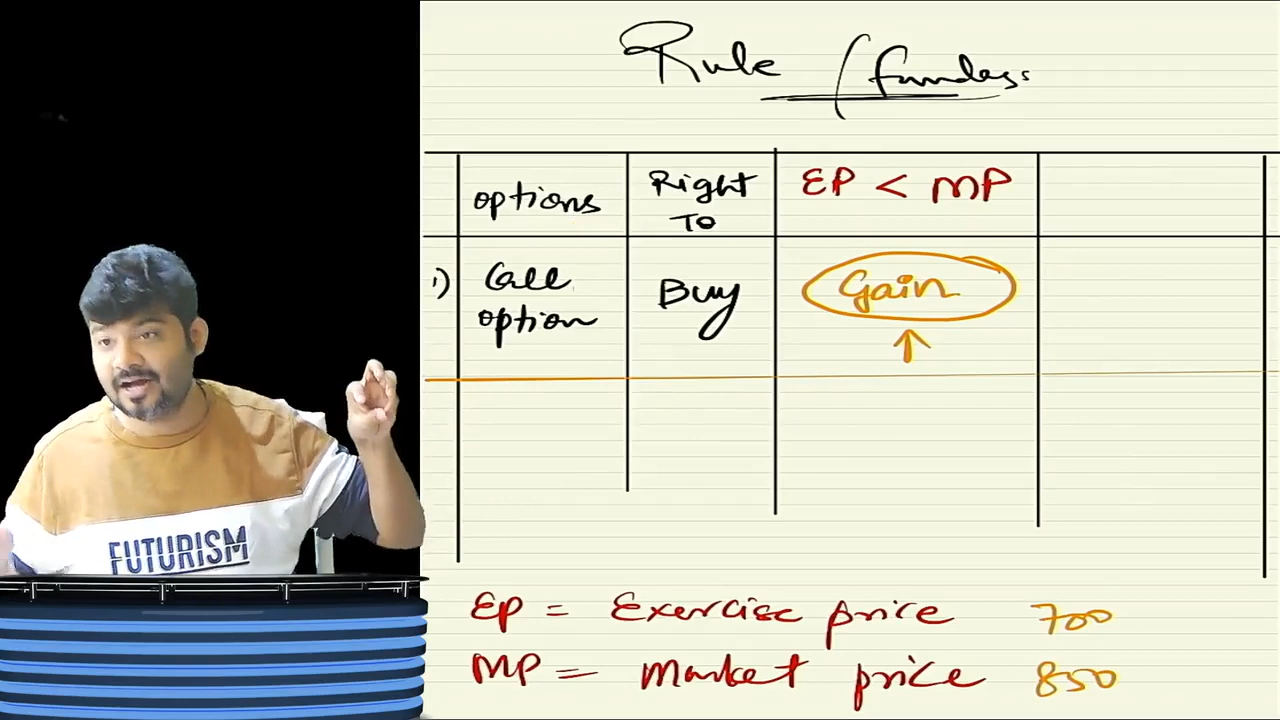 Rule / fundas:
options
Right
To
EP < MP
1) Call
option
Buy
Gain
↑
EP = Exercise price 700
MP = Market price 850
FUTURISM